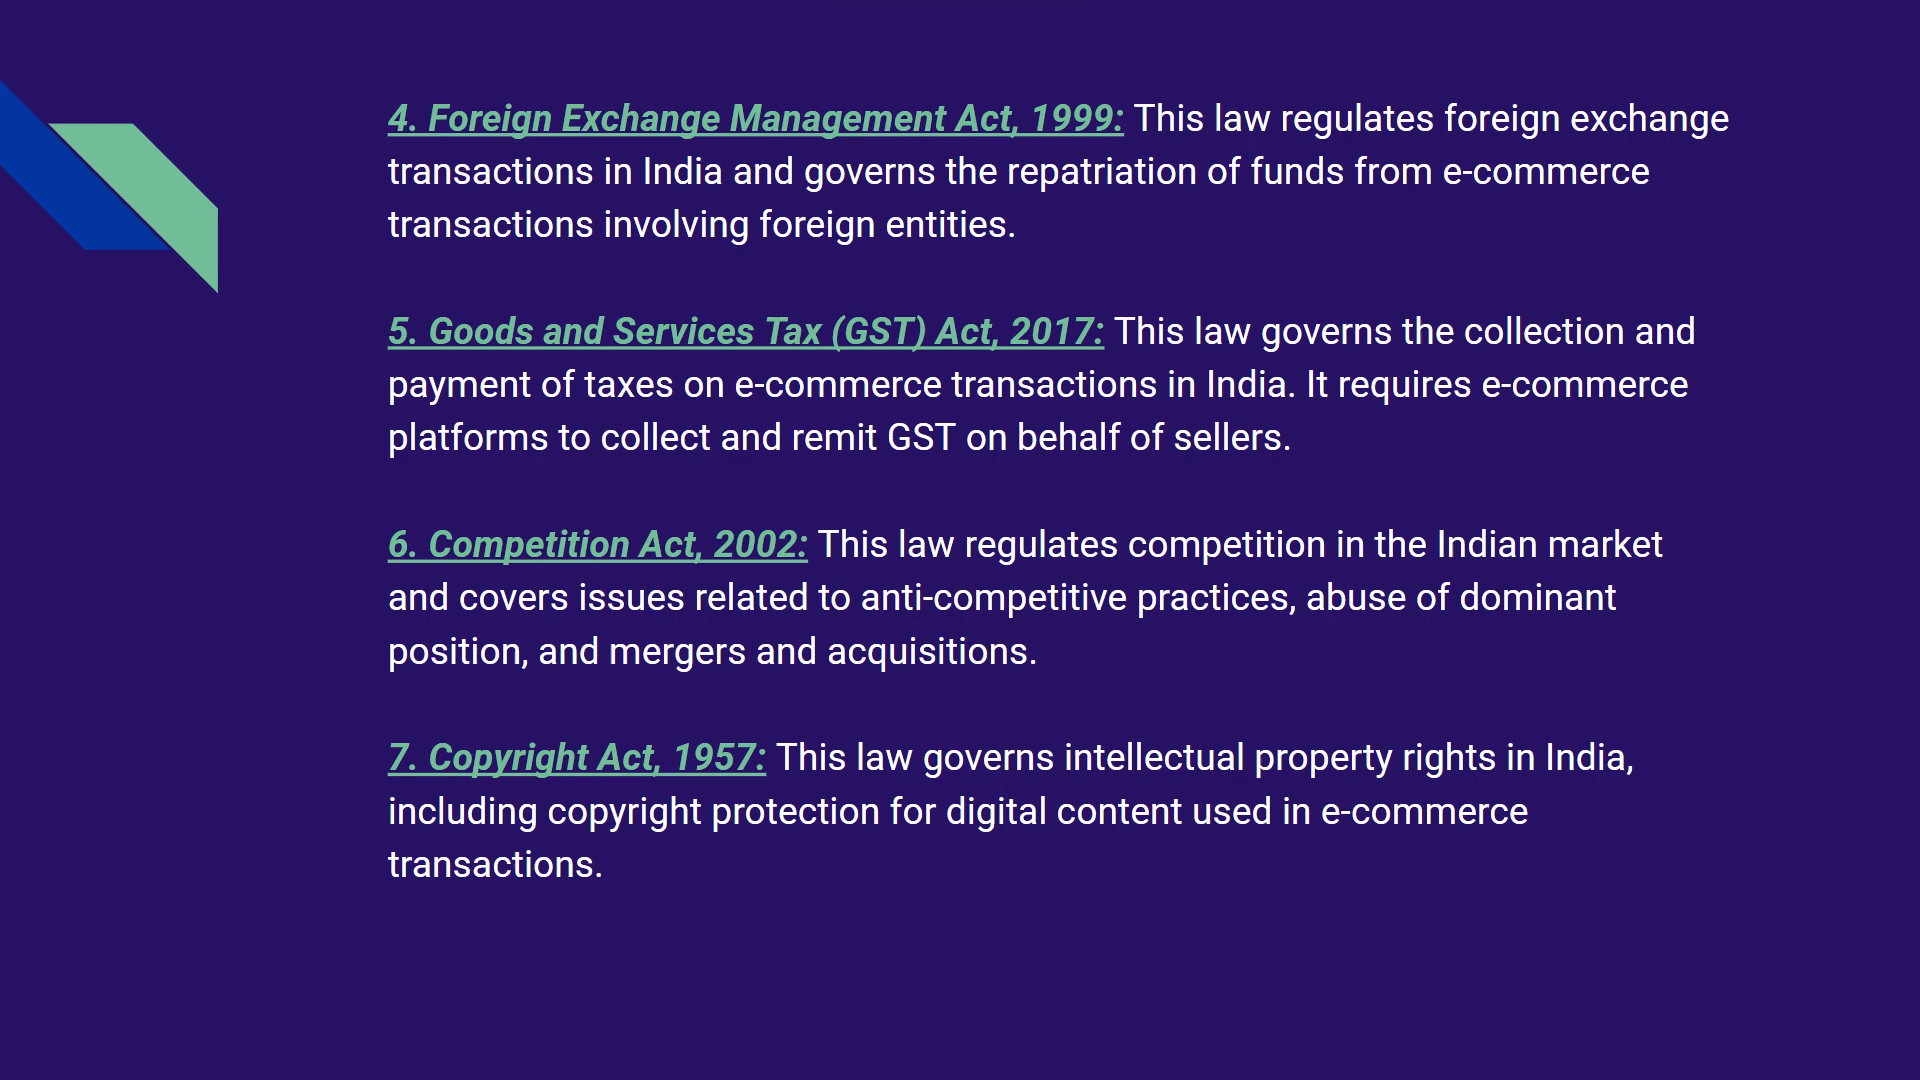 4. Foreign Exchange Management Act, 1999: This law regulates foreign exchange
transactions in India and governs the repatriation of funds from e-commerce
transactions involving foreign entities.
5. Goods and Services Tax (GST) Act, 2017: This law governs the collection and
payment of taxes on e-commerce transactions in India. It requires e-commerce
platforms to collect and remit GST on behalf of sellers.
6. Competition Act, 2002: This law regulates competition in the Indian market
and covers issues related to anti-competitive practices, abuse of dominant
position, and mergers and acquisitions.
7. Copyright Act, 1957: This law governs intellectual property rights in India,
including copyright protection for digital content used in e-commerce
transactions.